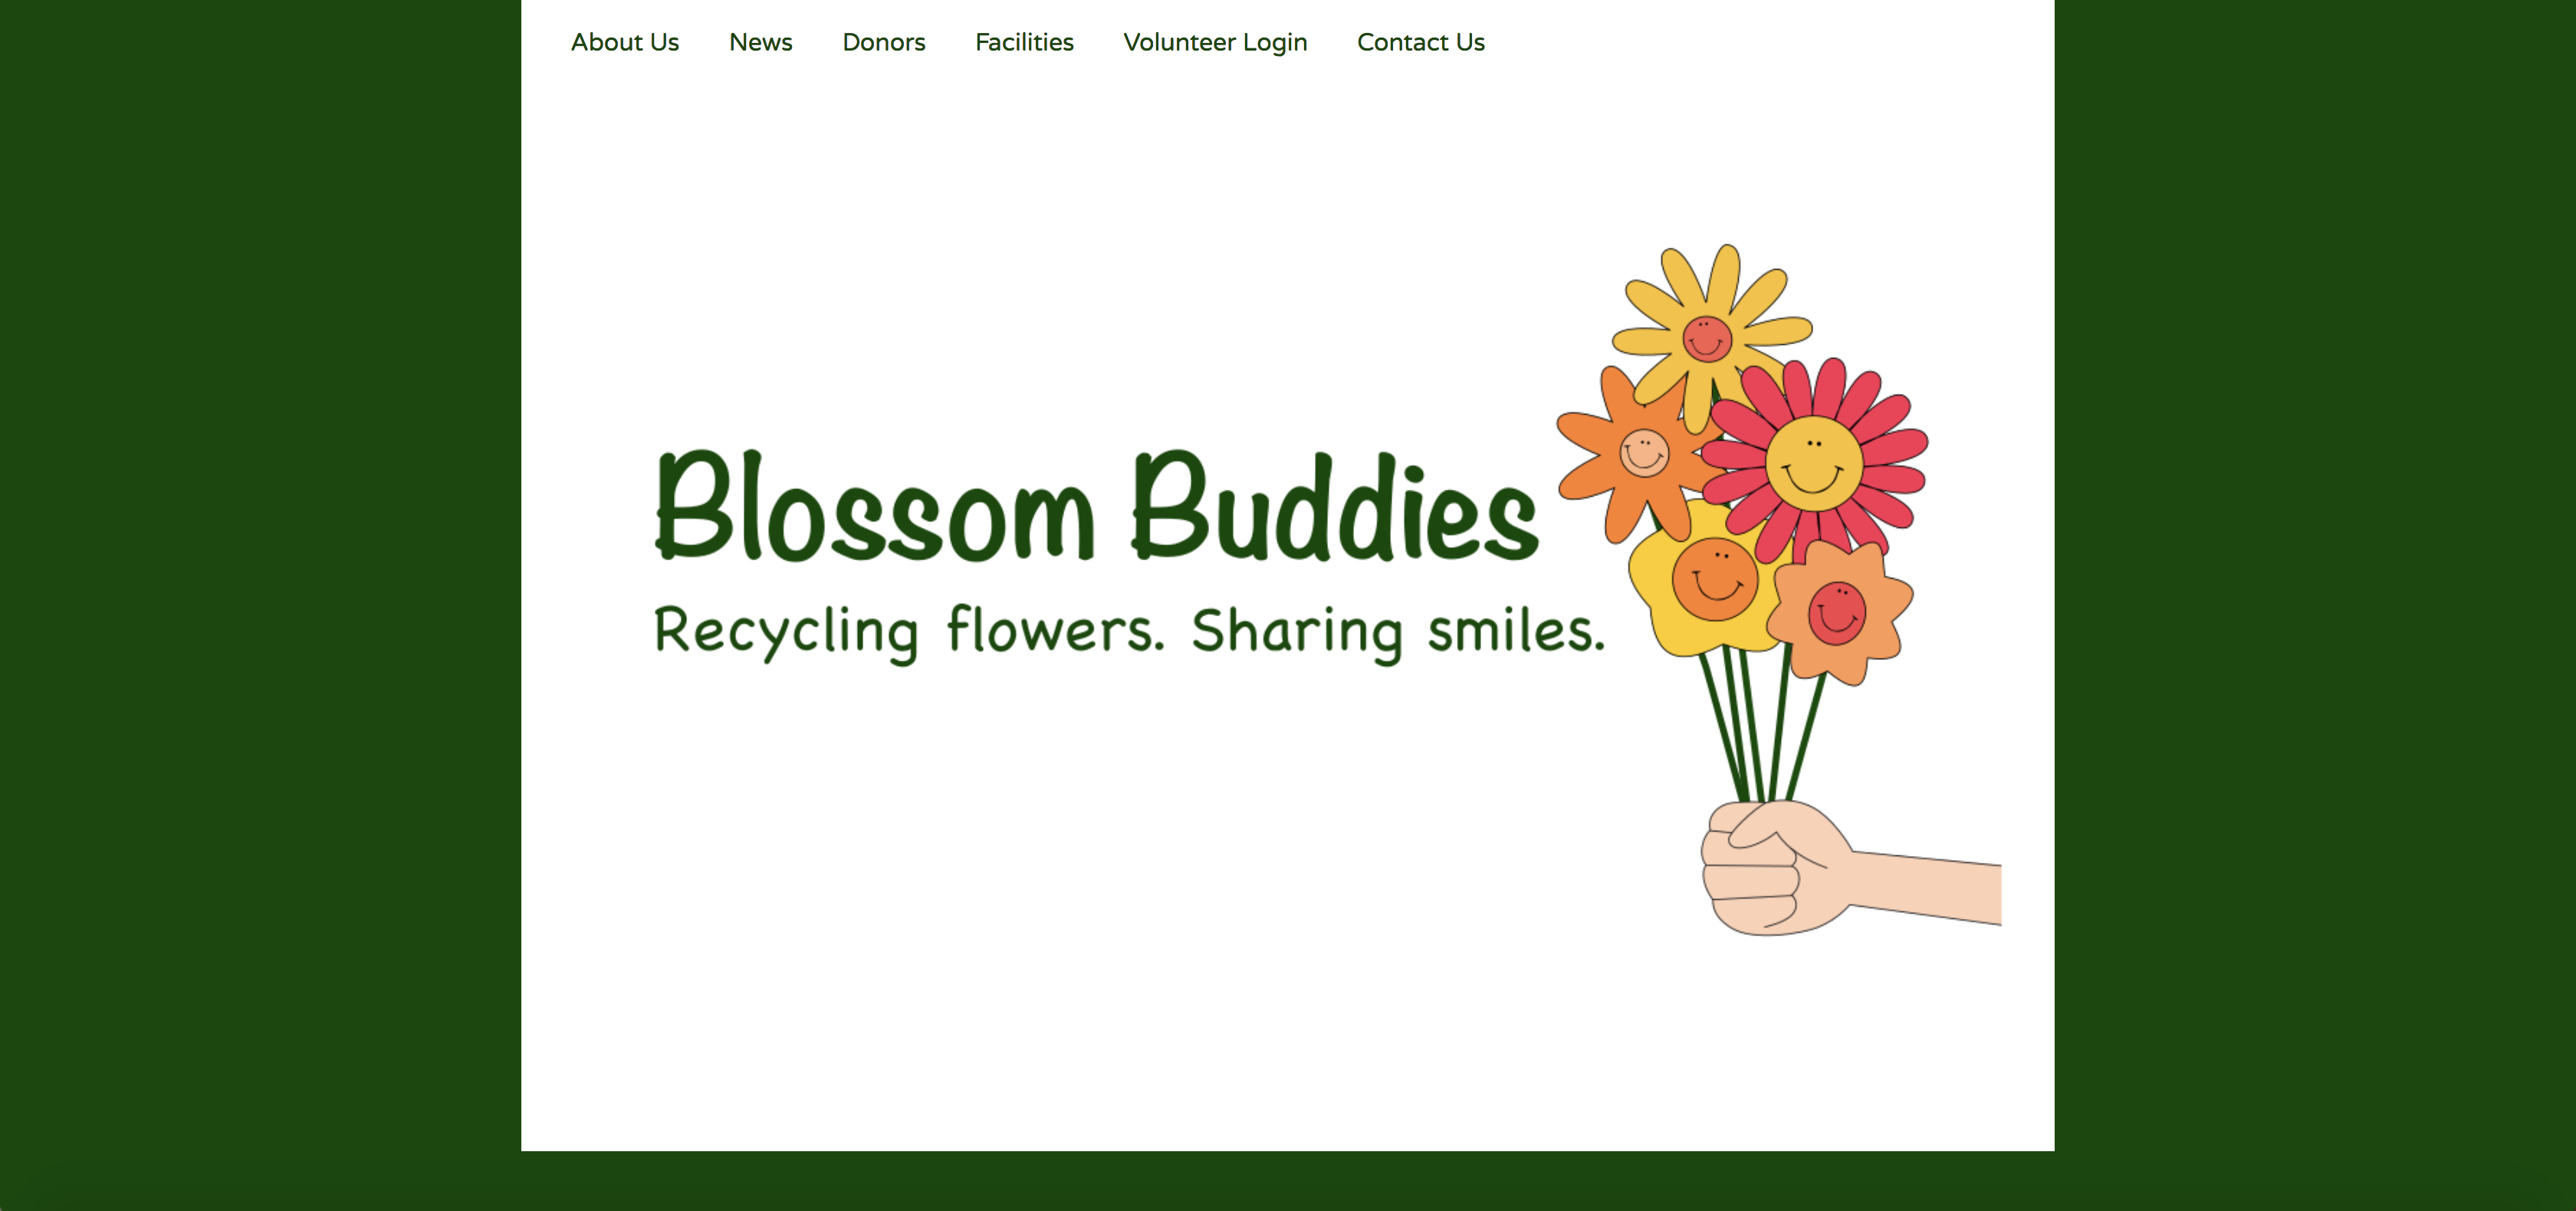 About Us News Donors Facilities Volunteer Login Contact Us
Blossom Buddies
Recycling flowers. Sharing smiles.